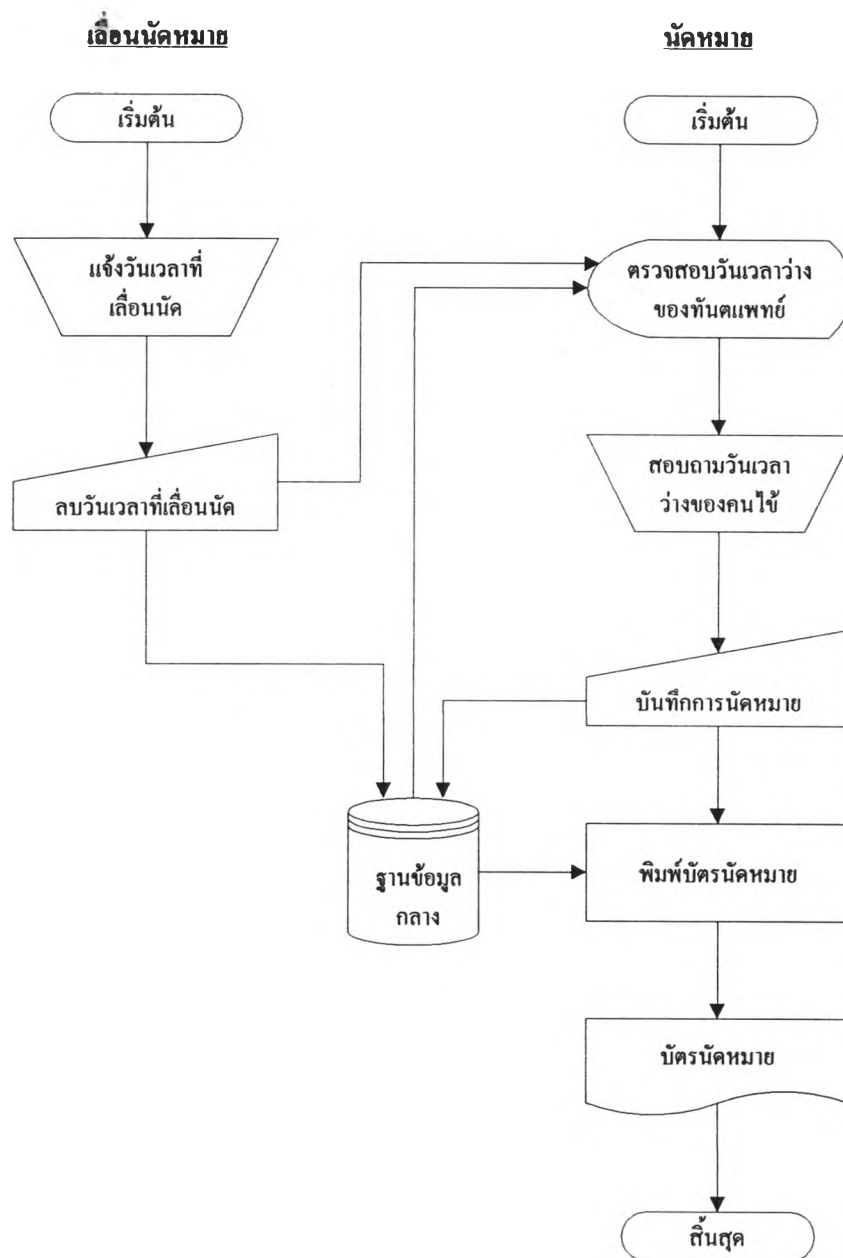 เลื่อนนัดหมาย
นัดหมาย
เริ่มต้น
เริ่มต้น
แจ้งวันเวลาที่
เลื่อนนัด
ตรวจสอบวันเวลาว่าง
ของทันตแพทย์
ลบวันเวลาที่เลื่อนนัด
สอบถามวันเวลา
ว่างของคนไข้
บันทึกการนัดหมาย
ฐานข้อมูล
กลาง
พิมพ์บัตรนัดหมาย
บัตรนัดหมาย
สิ้นสุด